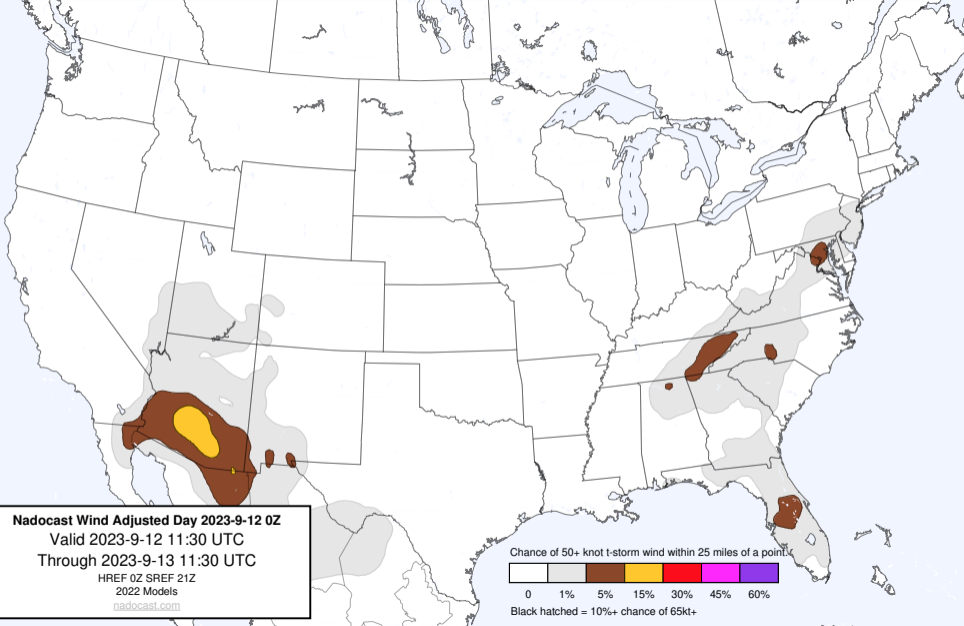 Nadocast Wind Adjusted Day 2023-9-12 0Z
Valid 2023-9-12 11:30 UTC
Through 2023-9-13 11:30 UTC
HREF 0Z SREF 21Z
2022 Models
nadocast.com
Chance of 50+ knot t-storm wind within 25 miles of a point.
0 1% 5% 15% 30% 45% 60%
Black hatched = 10%+ chance of 65kt+